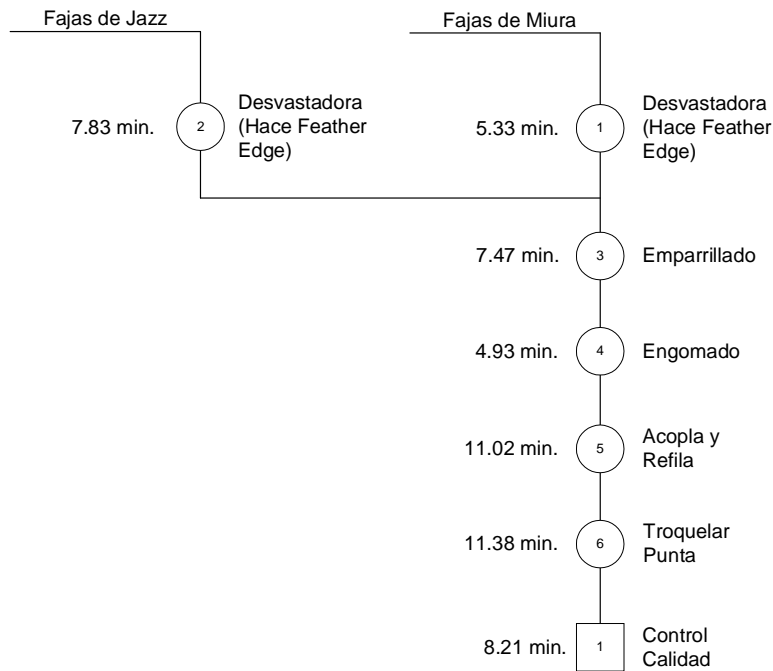 Fajas de Jazz
Fajas de Miura
7.83 min.
2
Desvastadora
(Hace Feather
Edge)
5.33 min.
1
Desvastadora
(Hace Feather
Edge)
7.47 min.
3
Emparrillado
4.93 min.
4
Engomado
11.02 min.
5
Acopla y
Refila
11.38 min.
6
Troquelar
Punta
8.21 min.
1
Control
Calidad